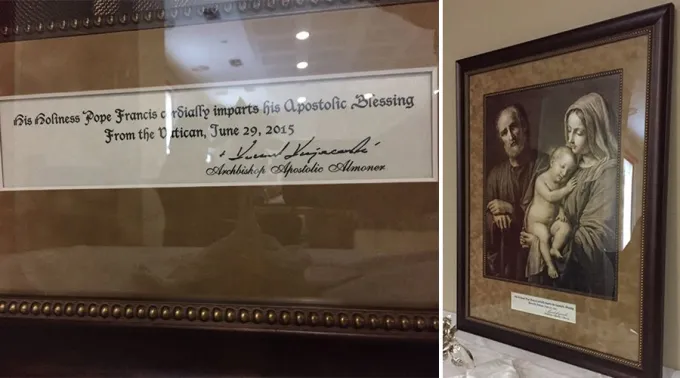 His Holiness Pope Francis cordially imparts his Apostolic Blessing
From the Vatican, June 29, 2015
Archbishop Apostolic Almoner